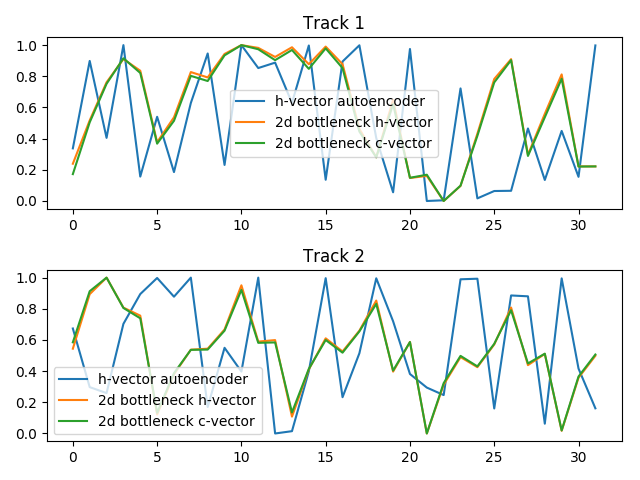 Track 1
1.0
0.8
0.6
0.4
0.2
0.0
h-vector autoencoder
2d bottleneck h-vector
2d bottleneck c-vector
0 5 10 15 20 25 30
Track 2
1.0
0.8
0.6
0.4
0.2
0.0
h-vector autoencoder
2d bottleneck h-vector
2d bottleneck c-vector
0 5 10 15 20 25 30